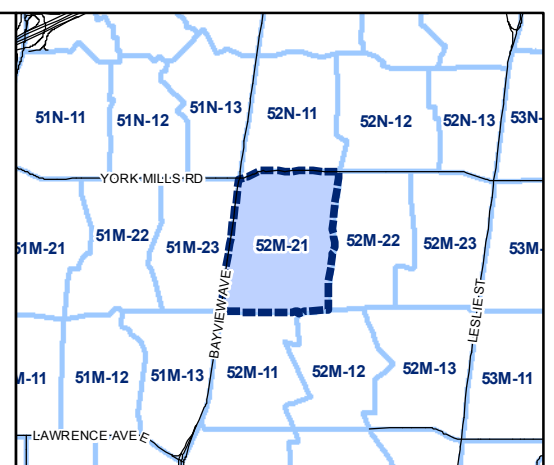 51N-11 51N-12 51N-13 52N-11 52N-12 52N-13 53N-
YORK MILLS RD
51M-21 51M-22 51M-23 52M-21 52M-22 52M-23 53M-
BAYVIEW AVE
LESLIE ST
M-11 51M-12 51M-13 52M-11 52M-12 52M-13 53M-11
LAWRENCE AVE E